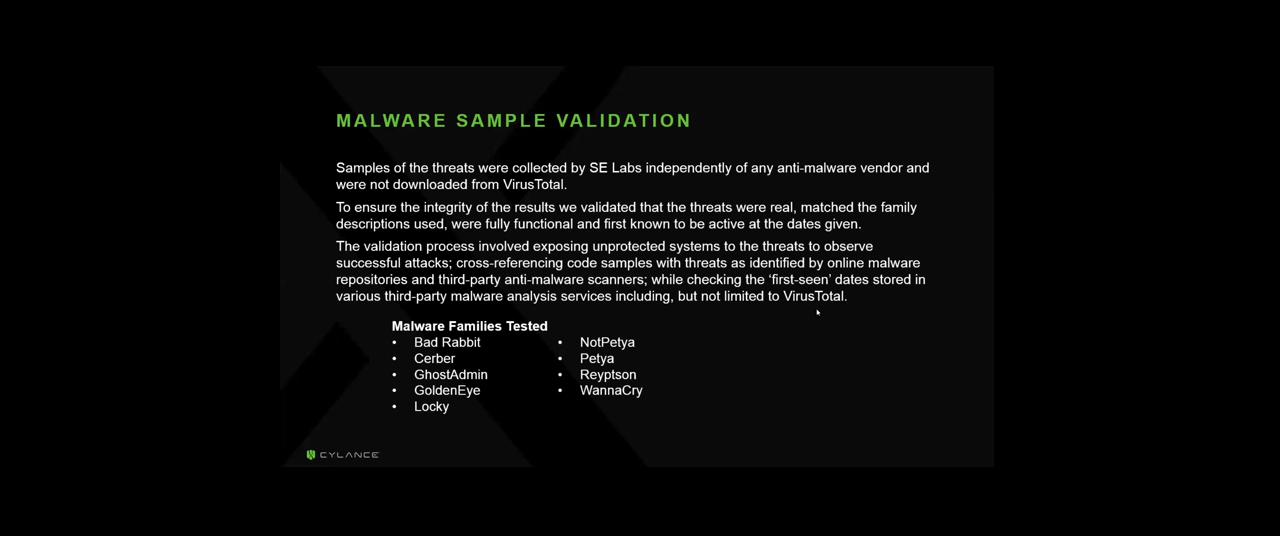 MALWARE SAMPLE VALIDATION
Samples of the threats were collected by SE Labs independently of any anti-malware vendor and
were not downloaded from VirusTotal.
To ensure the integrity of the results we validated that the threats were real, matched the family
descriptions used, were fully functional and first known to be active at the dates given.
The validation process involved exposing unprotected systems to the threats to observe
successful attacks; cross-referencing code samples with threats as identified by online malware
repositories and third-party anti-malware scanners; while checking the ‘first-seen’ dates stored in
various third-party malware analysis services including, but not limited to VirusTotal.
Malware Families Tested
• Bad Rabbit
• Cerber
• GhostAdmin
• GoldenEye
• Locky
• NotPetya
• Petya
• Reyptson
• WannaCry
CYLANCE